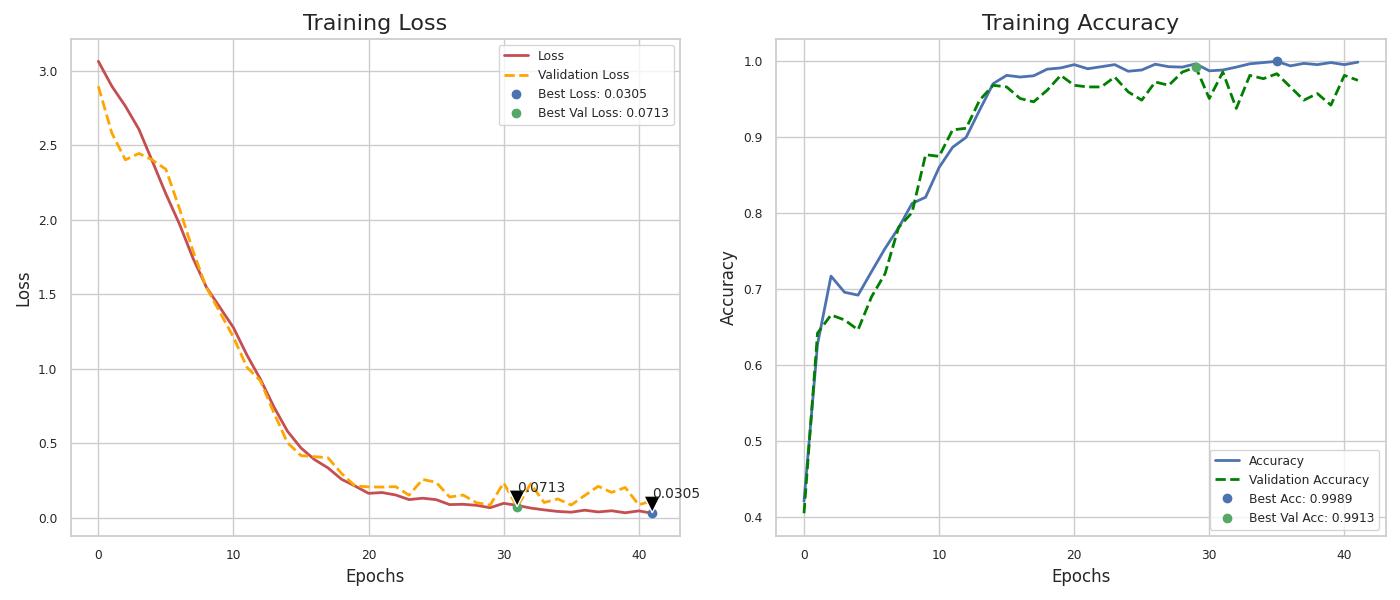 Training Loss
Loss
Validation Loss
Best Loss: 0.0305
Best Val Loss: 0.0713
3.0
2.5
2.0
1.5
1.0
0.5
0.0
Loss
0.0713
0.0305
0
10
20
30
40
Epochs
Training Accuracy
1.0
0.9
0.8
0.7
0.6
0.5
0.4
Accuracy
Accuracy
Validation Accuracy
Best Acc: 0.9989
Best Val Acc: 0.9913
0
10
20
30
40
Epochs